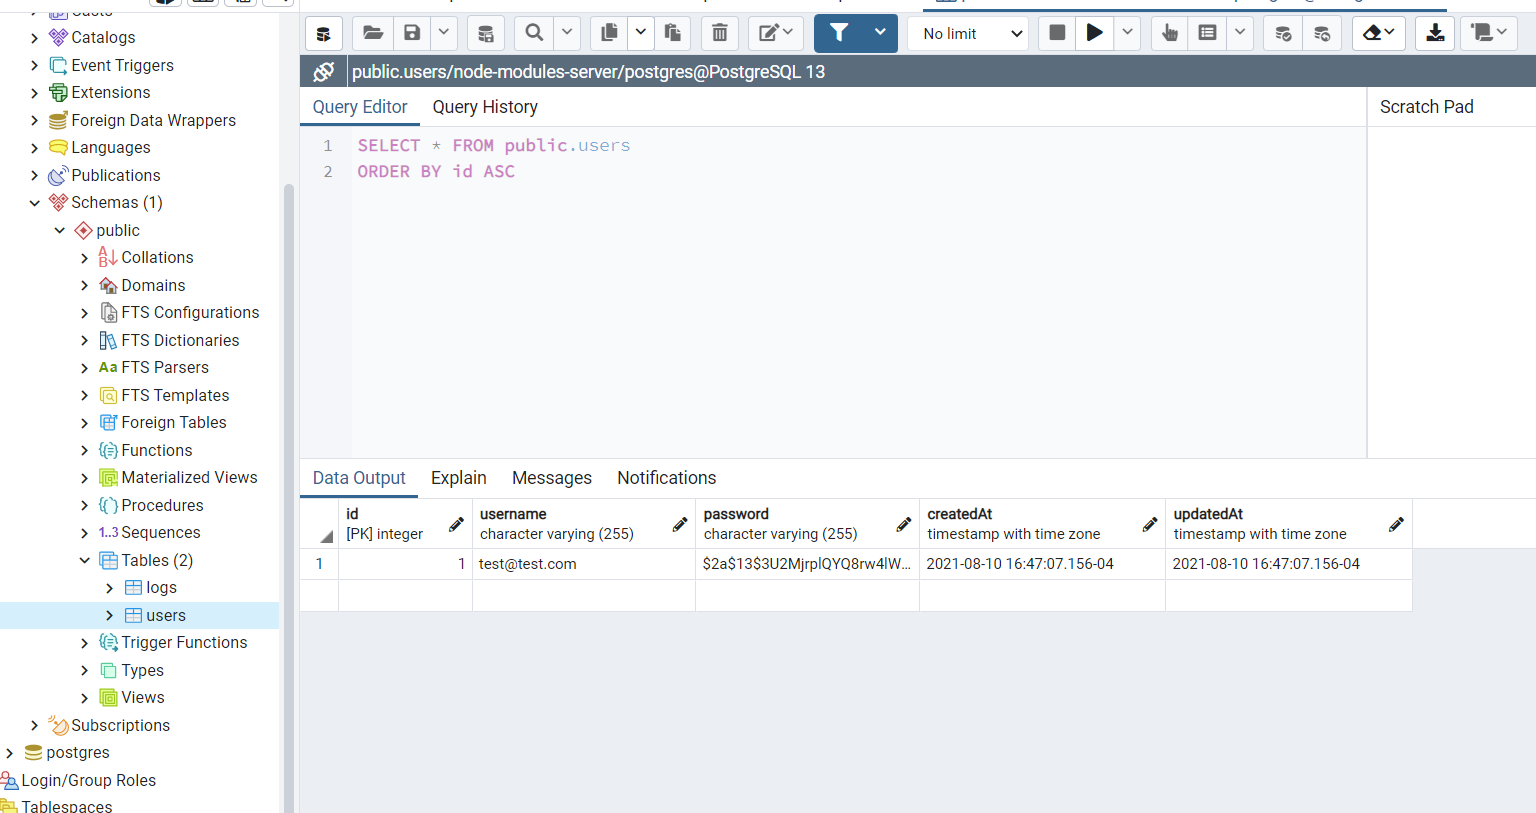 Casts
Catalogs
Event Triggers
Extensions
Foreign Data Wrappers
Languages
Publications
Schemas (1)
public
Collations
Domains
FTS Configurations
FTS Dictionaries
Aa FTS Parsers
FTS Templates
Foreign Tables
Functions
Materialized Views
Procedures
1..3 Sequences
Tables (2)
logs
users
Trigger Functions
Types
Views
Subscriptions
postgres
Login/Group Roles
Tablespaces
No limit
public.users/node-modules-server/postgres@PostgreSQL 13
Query Editor Query History
Scratch Pad
1 SELECT * FROM public.users
2 ORDER BY id ASC
Data Output Explain Messages Notifications
id username password createdAt updatedAt
[PK] integer character varying (255) character varying (255) timestamp with time zone timestamp with time zone
1 1 test@test.com $2a$13$3U2MjrplQYQ8rw4lW... 2021-08-10 16:47:07.156-04 2021-08-10 16:47:07.156-04